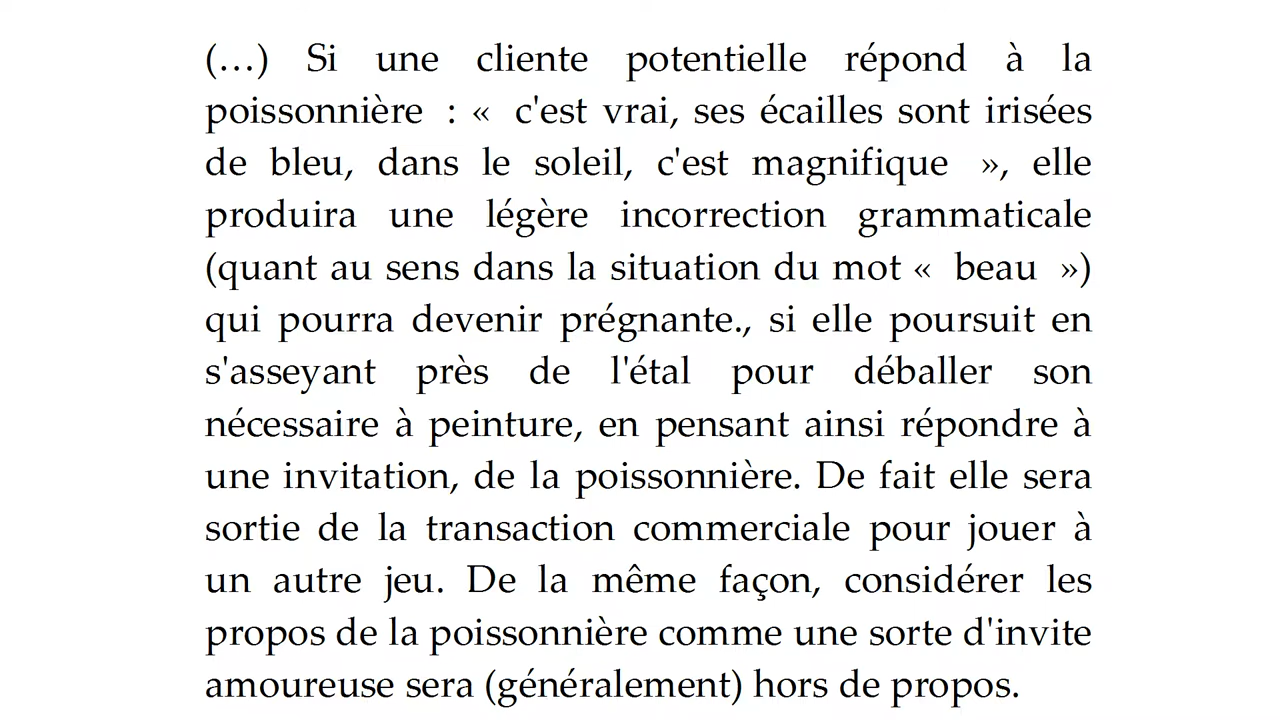 (…) Si une cliente potentielle répond à la
poissonnière : « c'est vrai, ses écailles sont irisées
de bleu, dans le soleil, c'est magnifique », elle
produira une légère incorrection grammaticale
(quant au sens dans la situation du mot « beau »)
qui pourra devenir prégnante., si elle poursuit en
s'asseyant près de l'étal pour déballer son
nécessaire à peinture, en pensant ainsi répondre à
une invitation, de la poissonnière. De fait elle sera
sortie de la transaction commerciale pour jouer à
un autre jeu. De la même façon, considérer les
propos de la poissonnière comme une sorte d'invite
amoureuse sera (généralement) hors de propos.